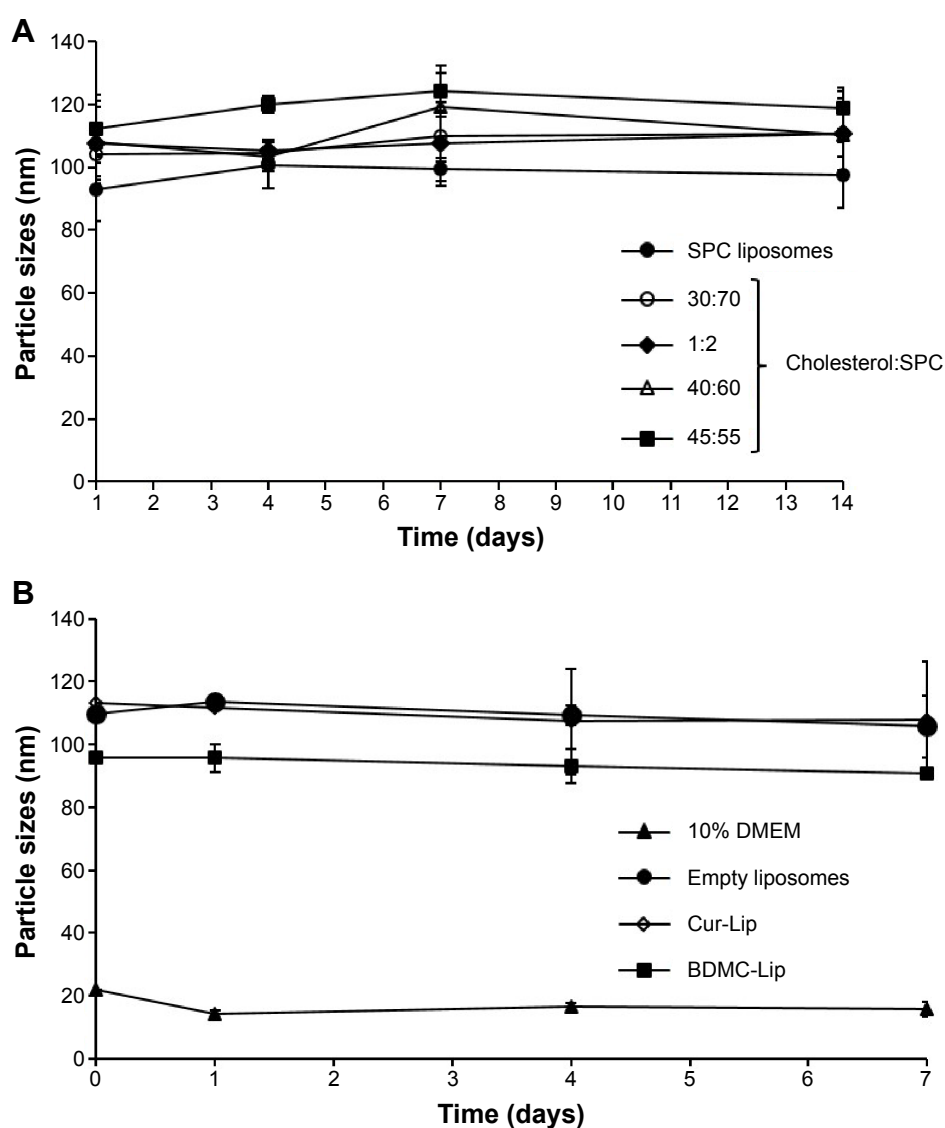 A
140
120
100
80
60
40
20
0
Particle sizes (nm)
SPC liposomes
30:70
1:2
40:60
45:55
Cholesterol:SPC
1 2 3 4 5 6 7 8 9 10 11 12 13 14
Time (days)
B
140
120
100
80
60
40
20
0
Particle sizes (nm)
10% DMEM
Empty liposomes
Cur-Lip
BDMC-Lip
0 1 2 3 4 5 6 7
Time (days)